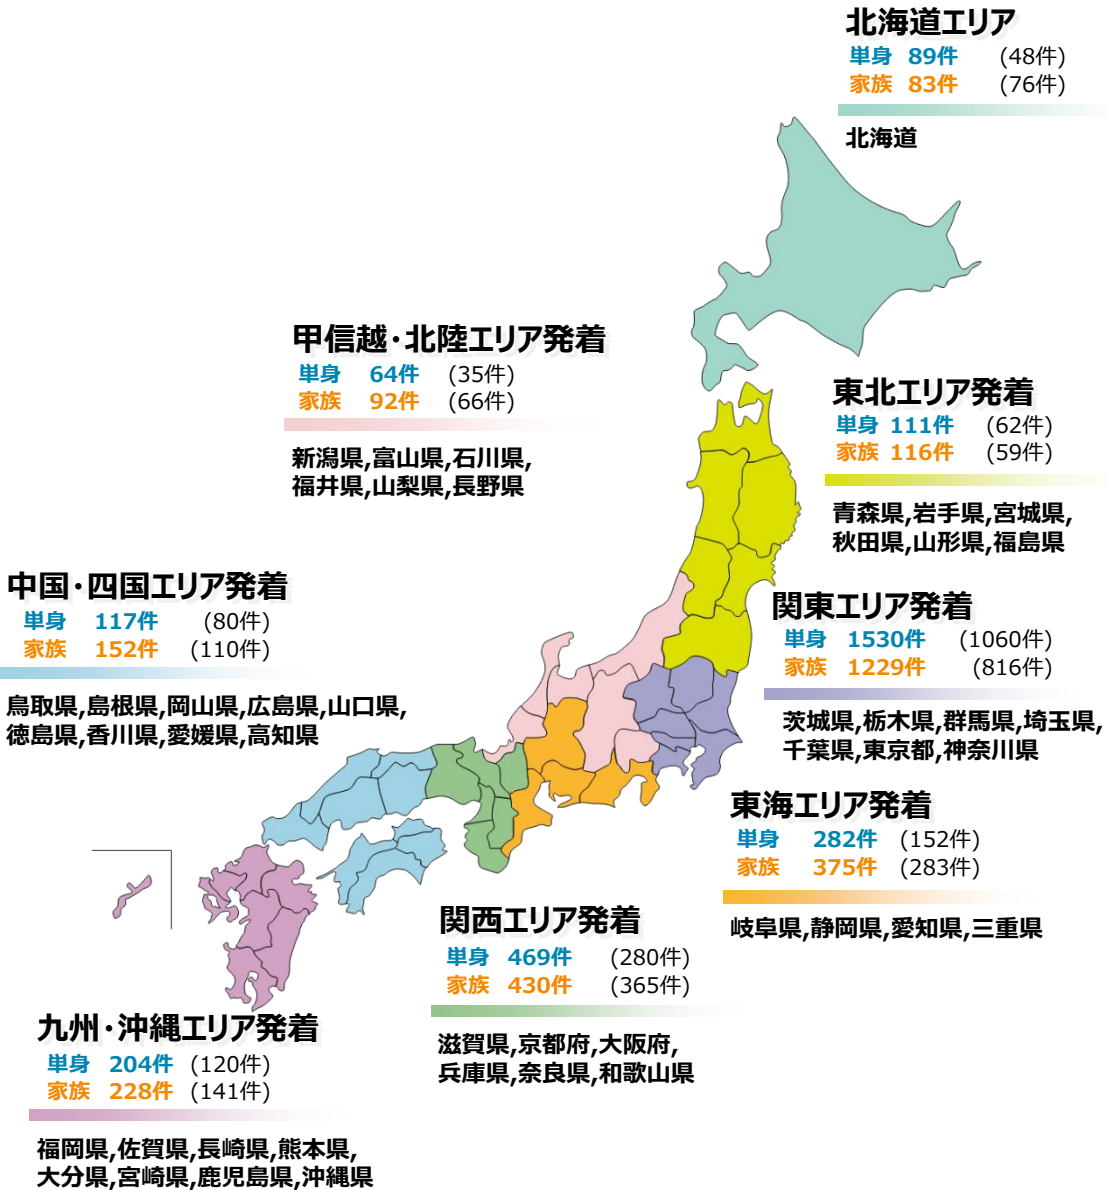 北海道エリア
単身 89件 (48件)
家族 83件 (76件)
北海道
甲信越・北陸エリア発着
単身 64件 (35件)
家族 92件 (66件)
新潟県,富山県,石川県,
福井県,山梨県,長野県
東北エリア発着
単身 111件 (62件)
家族 116件 (59件)
青森県,岩手県,宮城県,
秋田県,山形県,福島県
中国・四国エリア発着
単身 117件 (80件)
家族 152件 (110件)
鳥取県,島根県,岡山県,広島県,山口県,
徳島県,香川県,愛媛県,高知県
関東エリア発着
単身 1530件 (1060件)
家族 1229件 (816件)
茨城県,栃木県,群馬県,埼玉県,
千葉県,東京都,神奈川県
東海エリア発着
単身 282件 (152件)
家族 375件 (283件)
岐阜県,静岡県,愛知県,三重県
関西エリア発着
単身 469件 (280件)
家族 430件 (365件)
滋賀県,京都府,大阪府,
兵庫県,奈良県,和歌山県
九州・沖縄エリア発着
単身 204件 (120件)
家族 228件 (141件)
福岡県,佐賀県,長崎県,熊本県,
大分県,宮崎県,鹿児島県,沖縄県